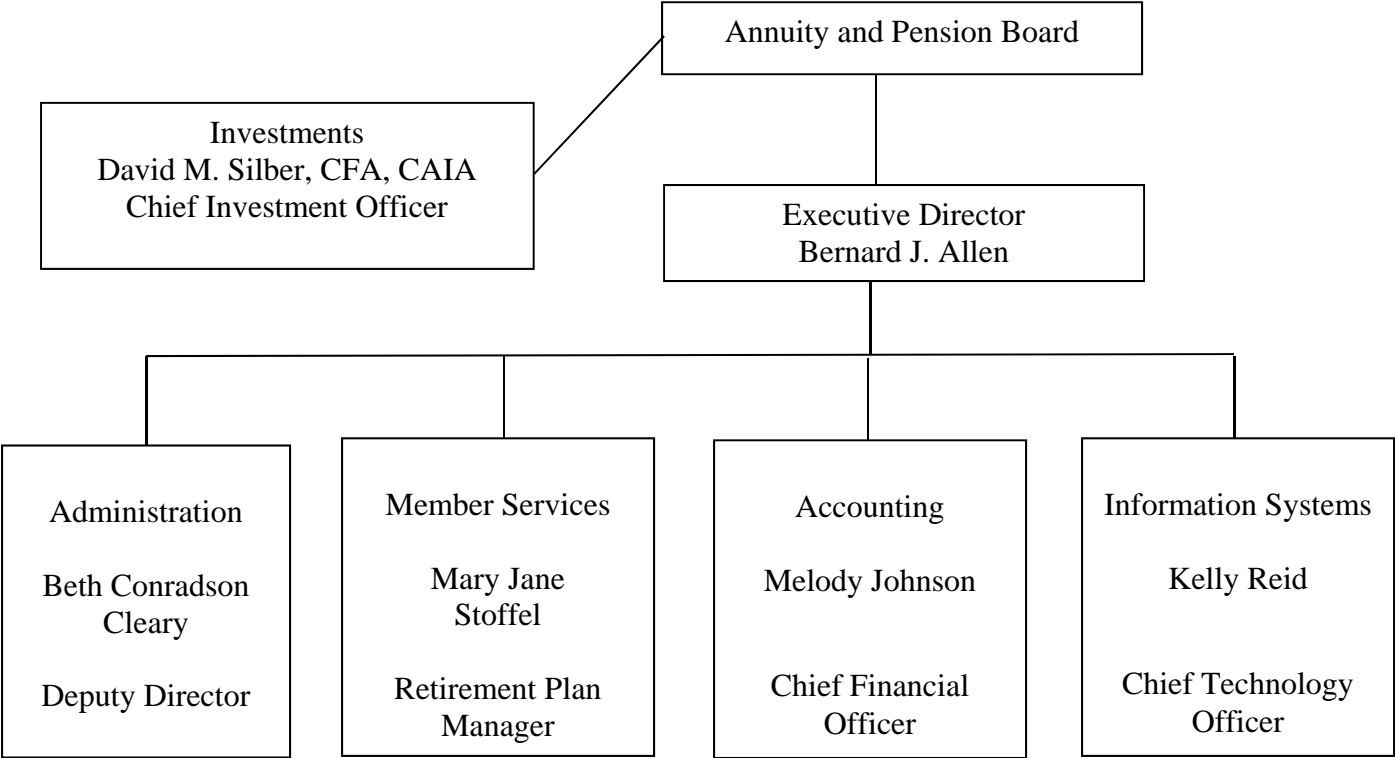 Annuity and Pension Board
Investments
David M. Silber, CFA, CAIA
Chief Investment Officer
Executive Director
Bernard J. Allen
Administration
Beth Conradson
Cleary
Deputy Director
Member Services
Mary Jane
Stoffel
Retirement Plan
Manager
Accounting
Melody Johnson
Chief Financial
Officer
Information Systems
Kelly Reid
Chief Technology
Officer